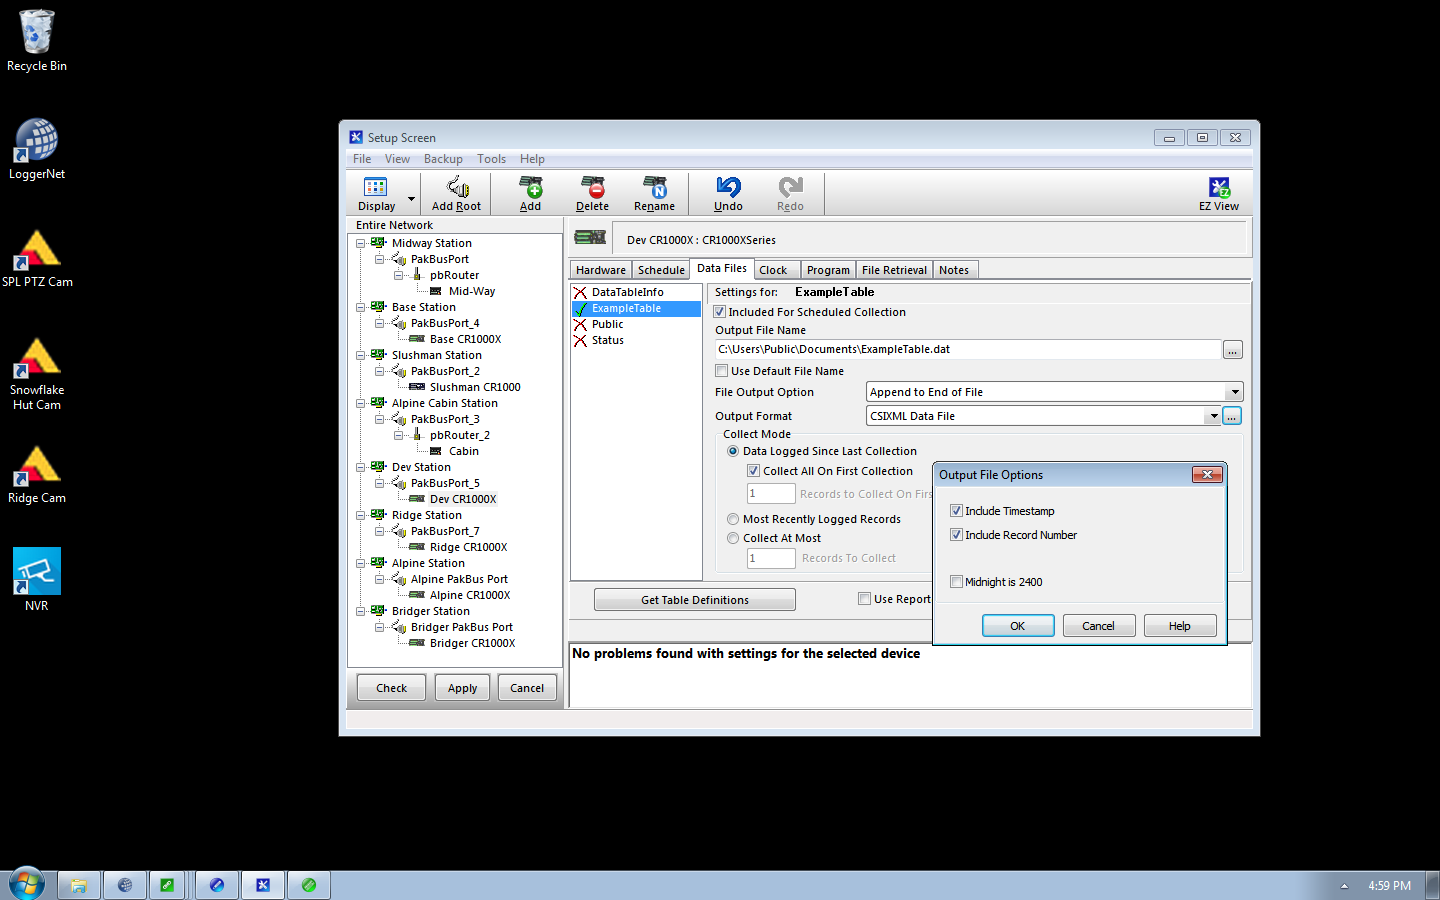 Recycle Bin
LoggerNet
SPL PTZ Cam
Snowflake
Hut Cam
Ridge Cam
NVR
Setup Screen
File View Backup Tools Help
Display Add Root Add Delete Rename Undo Redo EZ View
Entire Network
Midway Station
PakBusPort
pbRouter
Mid-Way
Base Station
PakBusPort_4
Base CR1000X
Slushman Station
PakBusPort_2
Slushman CR1000
Alpine Cabin Station
PakBusPort_3
pbRouter_2
Cabin
Dev Station
PakBusPort_5
Dev CR1000X
Ridge Station
PakBusPort_7
Ridge CR1000X
Alpine Station
Alpine PakBus Port
Alpine CR1000X
Bridger Station
Bridger PakBus Port
Bridger CR1000X
Check Apply Cancel
Dev CR1000X : CR1000XSeries
Hardware Schedule Data Files Clock Program File Retrieval Notes
DataTableInfo
ExampleTable
Public
Status
Settings for: ExampleTable
Included For Scheduled Collection
Output File Name
C:\Users\Public\Documents\ExampleTable.dat
...
Use Default File Name
File Output Option Append to End of File
Output Format CSIXML Data File ...
Collect Mode
Data Logged Since Last Collection
Collect All On First Collection
1 Records to Collect On Firs
Most Recently Logged Records
Collect At Most
1 Records To Collect
Get Table Definitions Use Report
No problems found with settings for the selected device
Output File Options
Include Timestamp
Include Record Number
Midnight is 2400
OK Cancel Help
4:59 PM